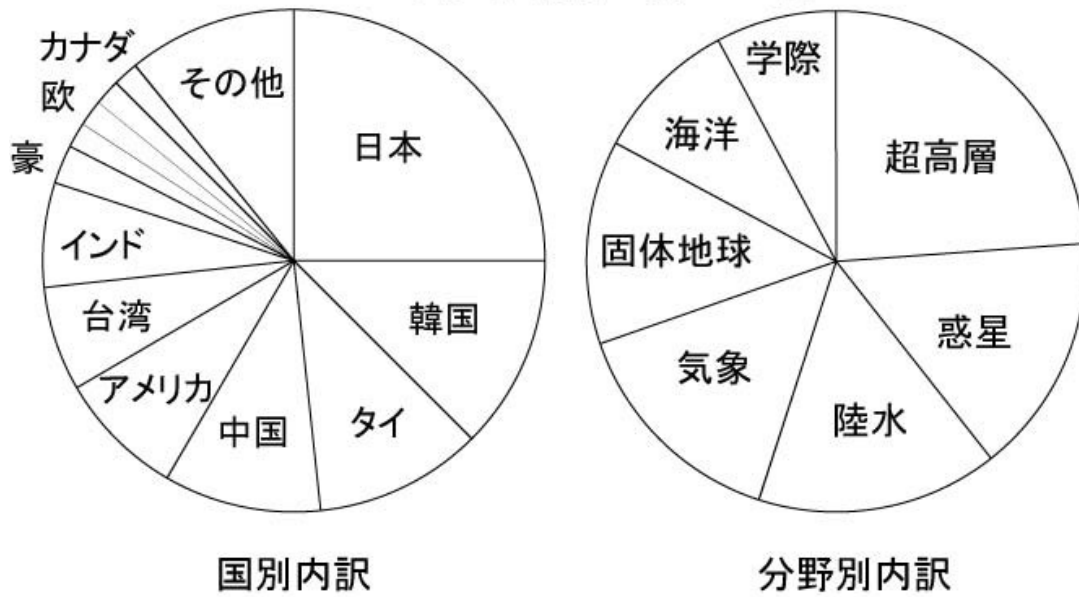 カナダ
欧
豪
インド
台湾
アメリカ
中国
タイ
韓国
日本
その他
国別内訳
学際
海洋
固体地球
気象
陸水
惑星
超高層
分野別内訳